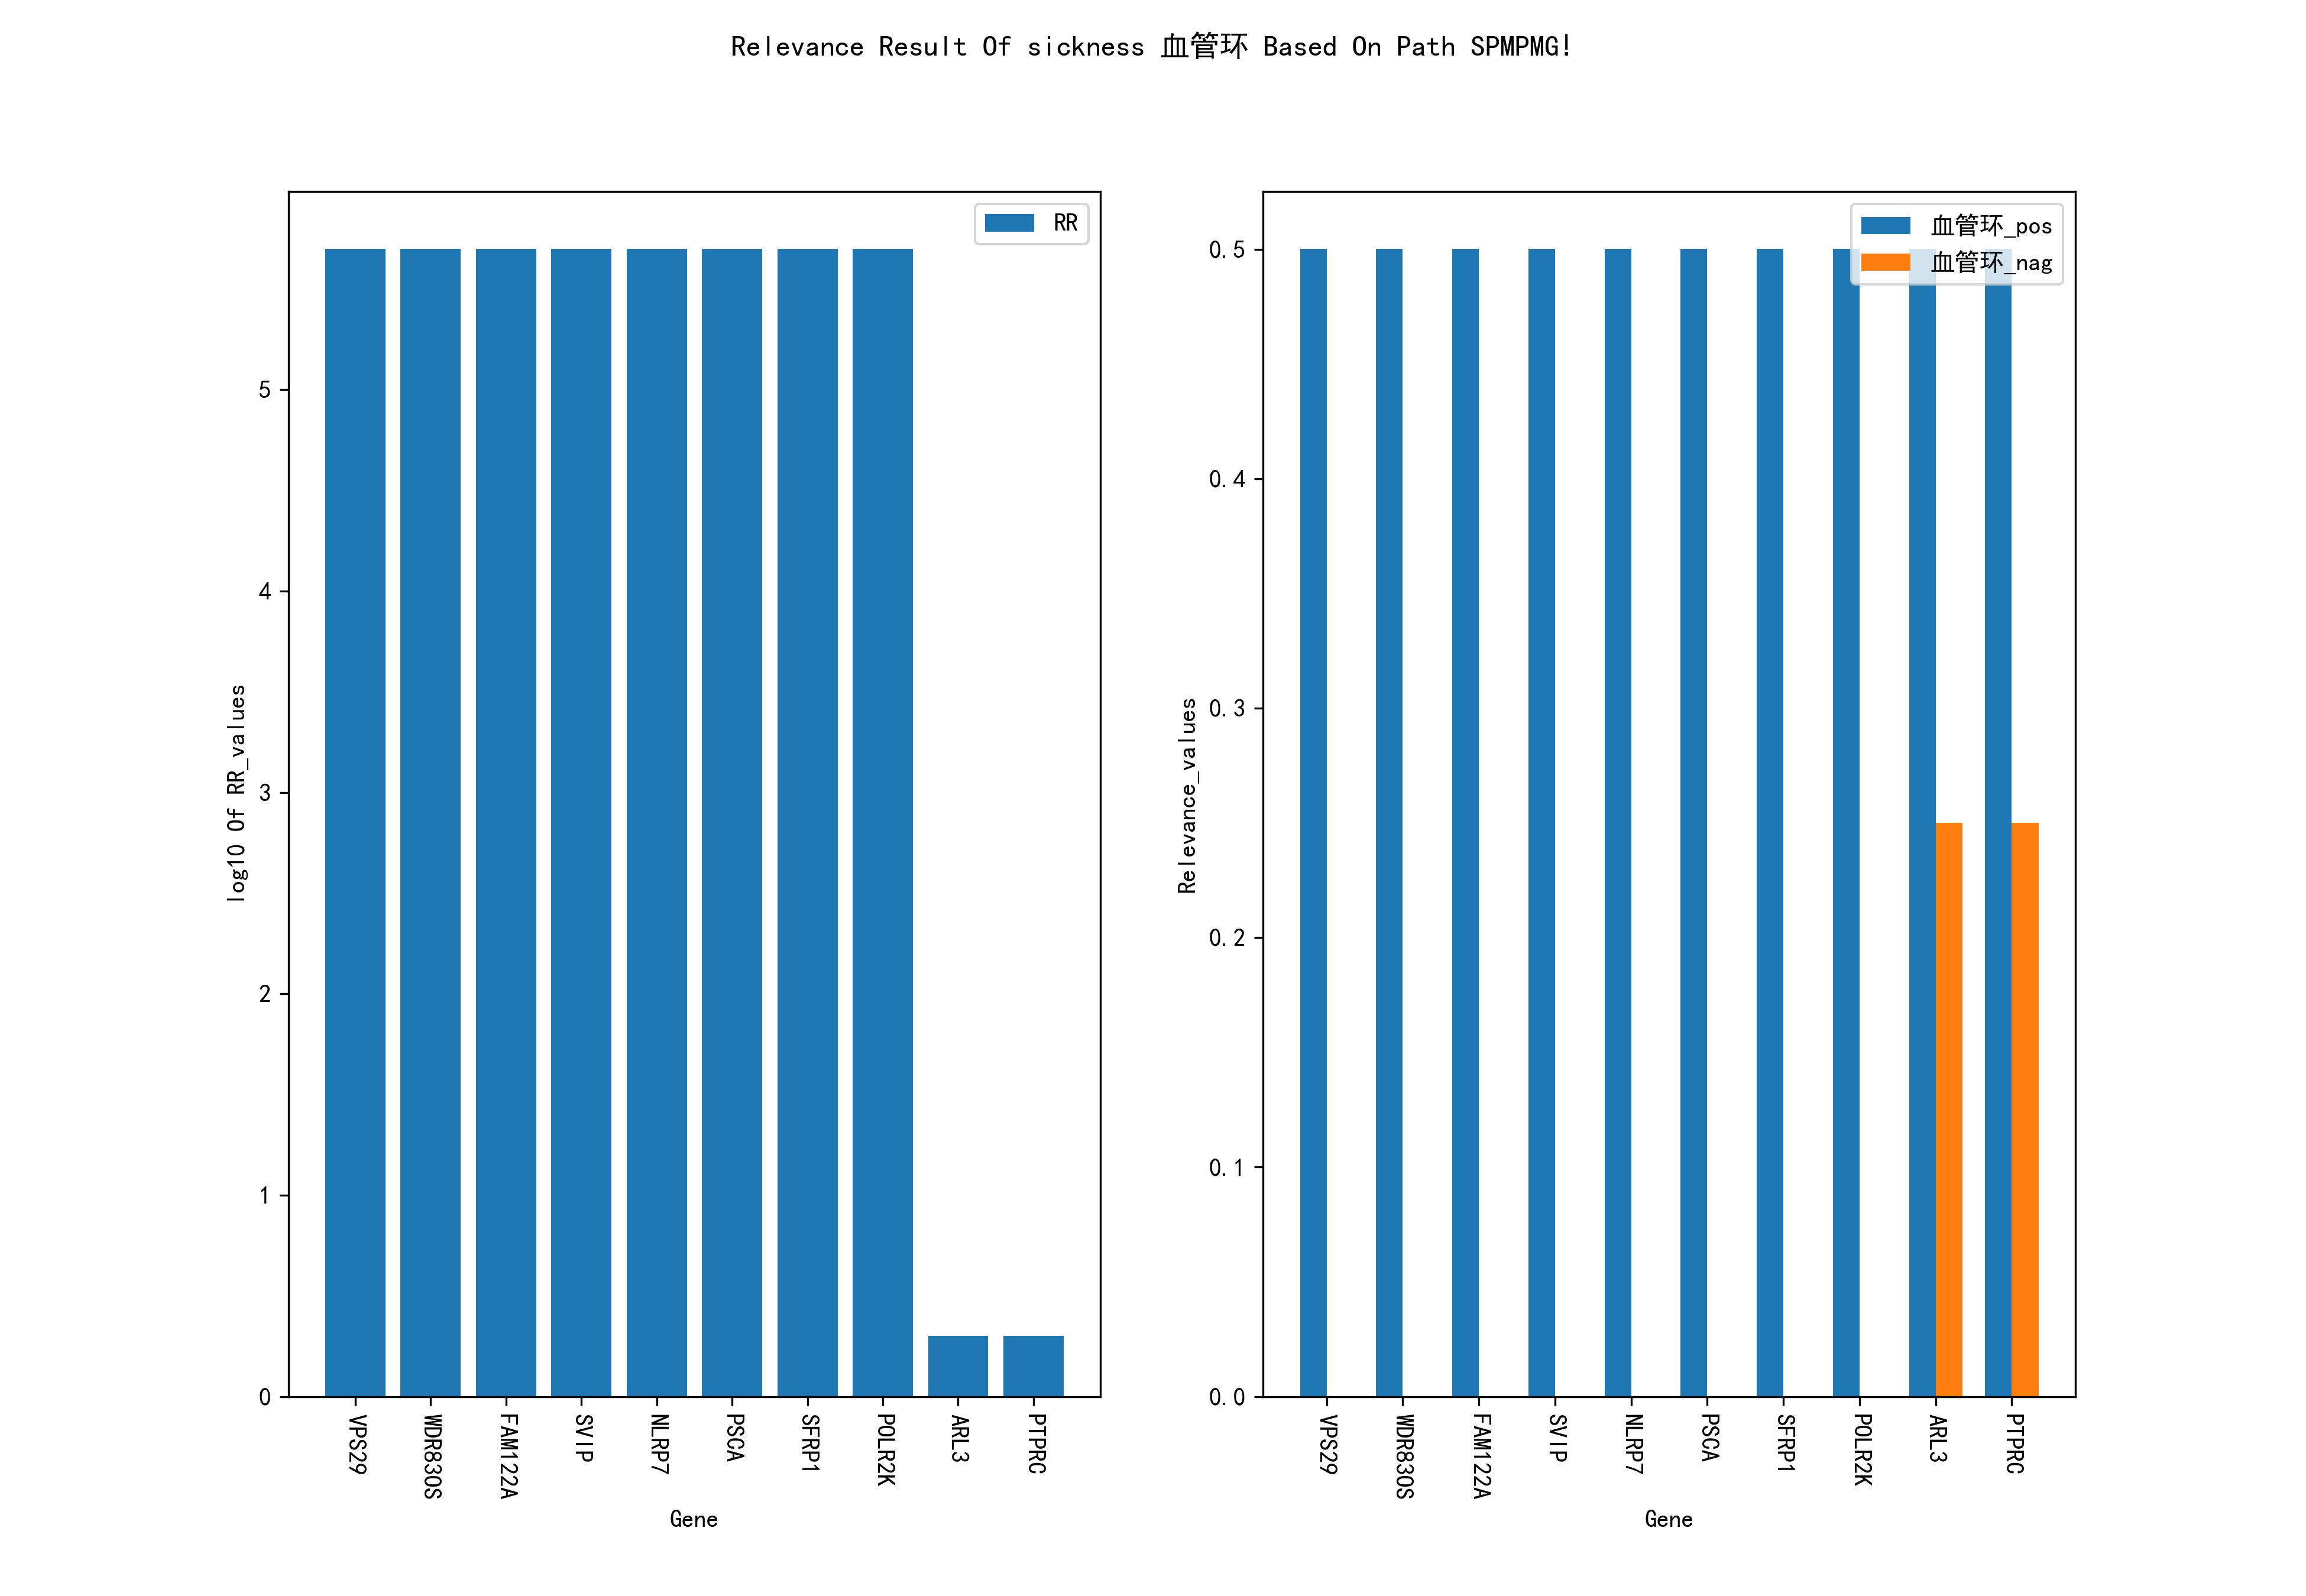 Relevance Result Of sickness 血管环 Based On Path SPMPMG!
RR
log10 Of RR_values
5
4
3
2
1
0
VPS29
WDR83OS
FAM122A
SVIP
NLRP7
PSCA
SFRP1
POLR2K
ARL3
PTPRC
Gene
血管环_pos
血管环_nag
Relevance_values
0.5
0.4
0.3
0.2
0.1
0.0
VPS29
WDR83OS
FAM122A
SVIP
NLRP7
PSCA
SFRP1
POLR2K
ARL3
PTPRC
Gene